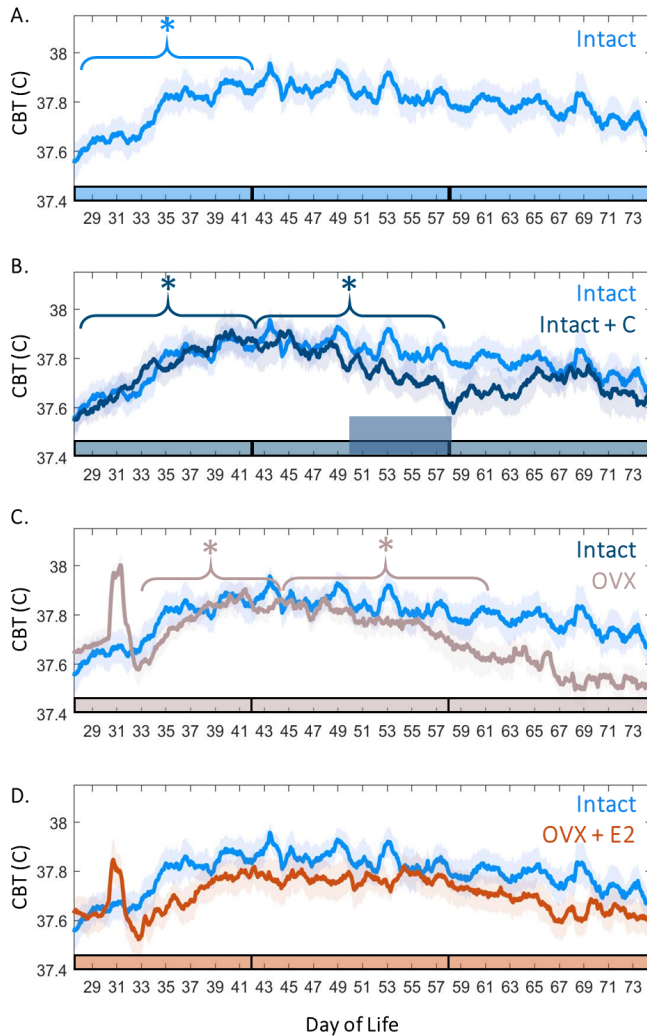 A.
*
Intact
CBT (C)
38
37.8
37.6
37.4
29 31 33 35 37 39 41 43 45 47 49 51 53 55 57 59 61 63 65 67 69 71 73
B.
* *
Intact
Intact + C
CBT (C)
38
37.8
37.6
37.4
29 31 33 35 37 39 41 43 45 47 49 51 53 55 57 59 61 63 65 67 69 71 73
C.
* *
Intact
OVX
CBT (C)
38
37.8
37.6
37.4
29 31 33 35 37 39 41 43 45 47 49 51 53 55 57 59 61 63 65 67 69 71 73
D.
Intact
OVX + E2
CBT (C)
38
37.8
37.6
37.4
29 31 33 35 37 39 41 43 45 47 49 51 53 55 57 59 61 63 65 67 69 71 73
Day of Life